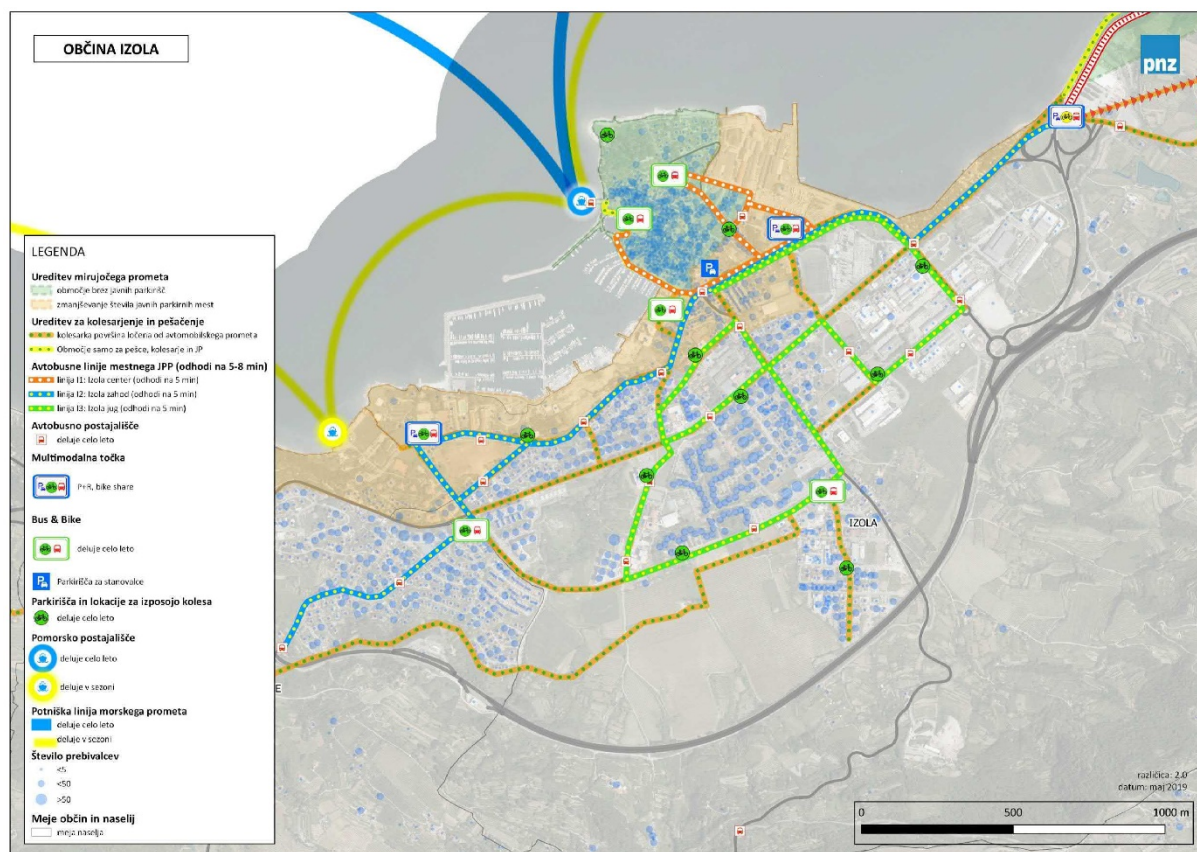 OBČINA IZOLA
pnz
LEGENDA
Ureditev mirujočega prometa
območje brez javnih parkirišč
zmanjševanje števila javnih parkirnih mest
Ureditev za kolesarjenje in pešačenje
kolesarka površina ločena od avtomobilskega prometa
Območje samo za pešce, kolesarje in JP
Avtobusne linije mestnega JPP (odhodi na 5-8 min)
linija I1: Izola center (odhodi na 5 min)
linija I2: Izola zahod (odhodi na 5 min)
linija I3: Izola jug (odhodi na 5 min)
Avtobusno postajališče
deluje celo leto
Multimodalna točka
P+R, bike share
Bus & Bike
deluje celo leto
Parkirišča za stanovalce
Parkirišča in lokacije za izposojo kolesa
deluje celo leto
Pomorsko postajališče
deluje celo leto
deluje v sezoni
Potniška linija morskega prometa
deluje celo leto
deluje v sezoni
Število prebivalcev
<5
<50
>50
Meje občin in naselij
meja naselja
IZOLA
različica: 2.0
datum: maj 2019
0 500 1000 m